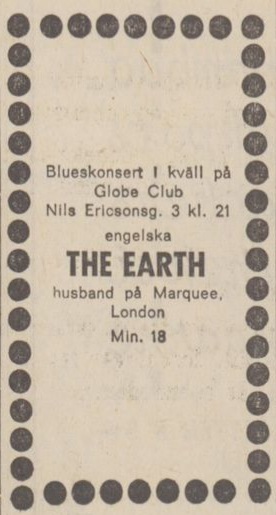 Blueskonsert I kväll på
Globe Club
Nils Ericsonsg. 3 kl. 21
engelska
THE EARTH
husband på Marquee,
London
Min. 18